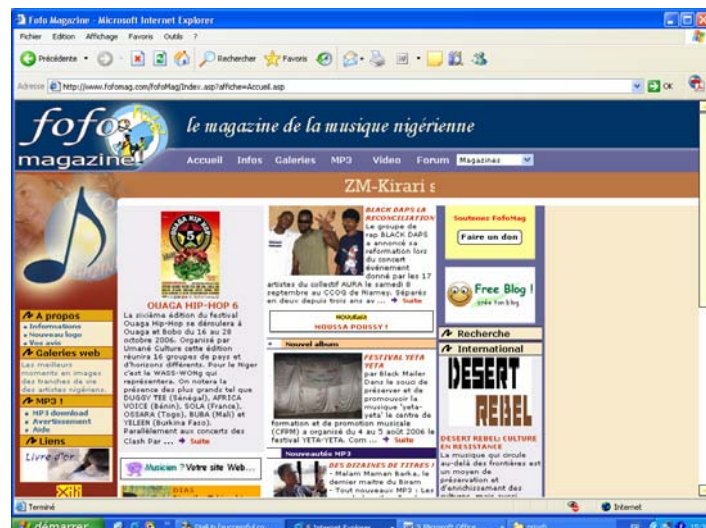 Fofo Magazine - Microsoft Internet Explorer
Fichier Edition Affichage Favoris Outils ?
Précédente Rechercher Favoris
Adresse http://www.fofomag.com/fofoMag/Index.asp?affiche=Accueil.asp OK
fofo
magazine
le magazine de la musique nigérienne
Accueil Infos Galeries MP3 Video Forum Magazines
ZM-Kirari s
A propos
Informations
Nouveau logo
Vos avis
Galeries web
Les meilleurs
moments en images
des tranches de vie
des artistes nigériens.
MP3 !
MP3 download
Avertissement
Aide
Liens
Livre d'or
OUAGA HIP-HOP 6
La sixième édition du festival
Ouaga Hip-Hop se déroulera à
Ouaga et Bobo du 16 au 28
octobre 2006. Organisé par
Umané Culture cette édition
réunira 16 groupes de pays et
d'horizons différents. Pour le Niger
c'est le WASS-WONg qui
représentera. On notera la
présence des plus grands tel que
DUGGY TEE (Sénégal), AFRICA
VOICE (Bénin), SOLA (France),
OSSARA (Togo), BUBA (Mali) et
YELEEN (Burkina Faso).
Parallélement aux concerts des
Clash Par ... Suite
Musicien ? Votre site Web...
DIAS
BLACK DAPS LA
RECONCILIATION
Le groupe de
rap BLACK DAPS
a annoncé sa
reformation lors
du concert
événement
donné par les 17
artistes du collectif AURA le samedi 8
septembre au CCOG de Niamey. Séparés
en deux depuis trois ans av ... Suite
Nouveau
MOUSSA POUSSY !
Nouvel album
FESTIVAL YETA
YETA
par Black Mailer
Dans le souci de
préserver et de
promouvoir la
musique 'yeta-
yeta' le centre de
formation et de promotion musicale
(CFPM) a organisé du 4 au 5 août 2006 le
festival YETA-YETA. Com ... Suite
Nouveautés MP3
DES DIZAINES DE TITRES !
- Malam Maman Barka, le
dernier maître du Biram
- Tout nouveaux MP3 : Les
Soutenez FofoMag
Faire un don
Free Blog !
crée ton blog
Recherche
International
DESERT
REBEL
DESERT REBEL: CULTURE
EN RESISTANCE
La musique qui circule
au-delà des frontières est
un moyen de
préservation et
d'enrichissement des
cultures, mais aussi
Terminé Internet
démarrer